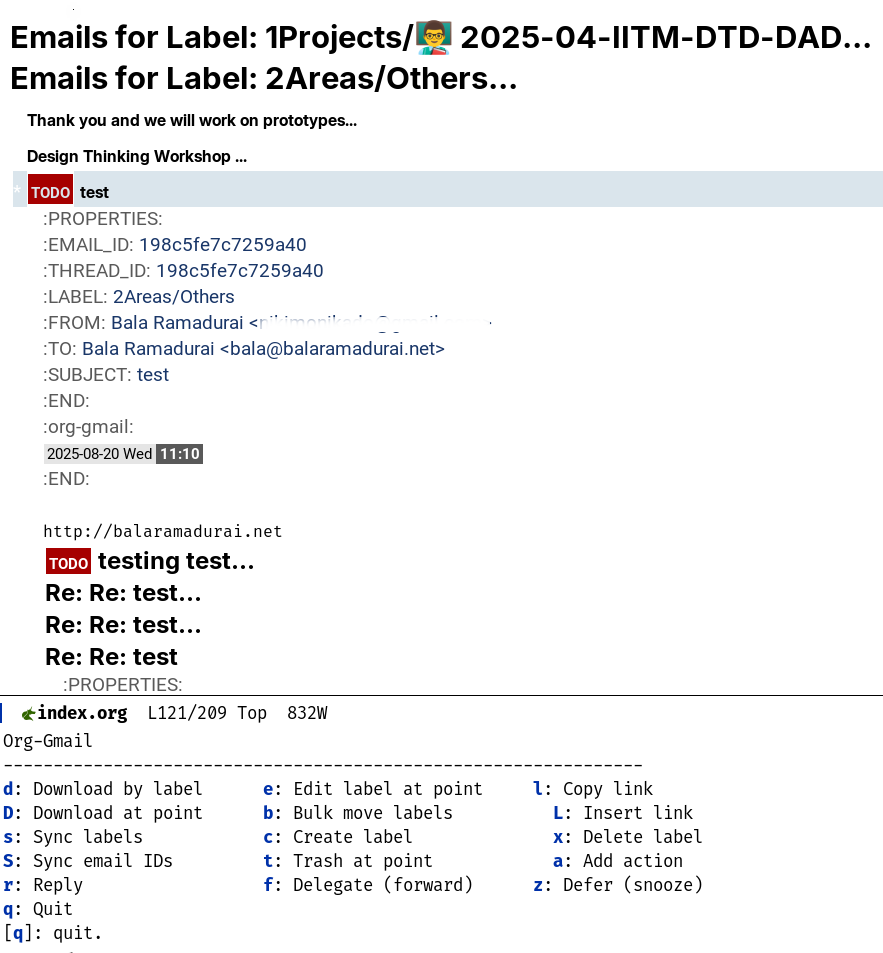 Emails for Label: 1Projects/👨‍🏫 2025-04-IITM-DTD-DAD...
Emails for Label: 2Areas/Others...
Thank you and we will work on prototypes...
Design Thinking Workshop ...
* TODO test
:PROPERTIES:
:EMAIL_ID: 198c5fe7c7259a40
:THREAD_ID: 198c5fe7c7259a40
:LABEL: 2Areas/Others
:FROM: Bala Ramadurai <
:TO: Bala Ramadurai <bala@balaramadurai.net>
:SUBJECT: test
:END:
:org-gmail:
2025-08-20 Wed 11:10
:END:
http://balaramadurai.net
TODO testing test...
Re: Re: test...
Re: Re: test...
Re: Re: test
:PROPERTIES:
index.org L121/209 Top 832W
Org-Gmail
----------------------------------------------------------------
d: Download by label e: Edit label at point l: Copy link
D: Download at point b: Bulk move labels L: Insert link
s: Sync labels c: Create label x: Delete label
S: Sync email IDs t: Trash at point a: Add action
r: Reply f: Delegate (forward) z: Defer (snooze)
q: Quit
[q]: quit.